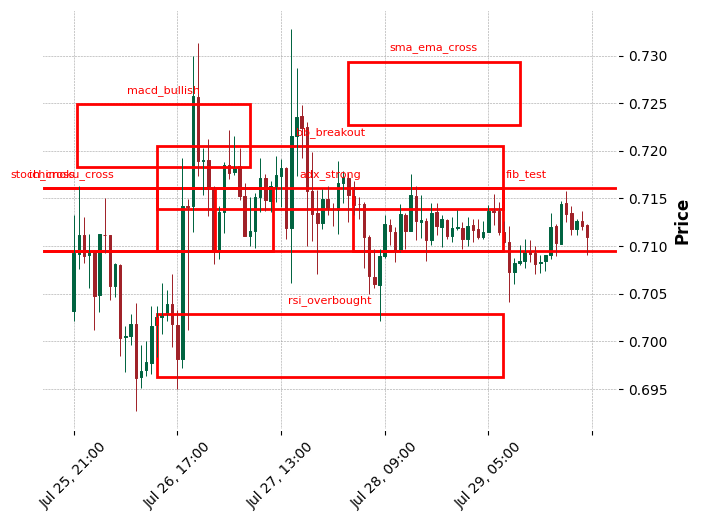 sma_ema_cross
0.730
macd_bullish
0.725
bb_breakout
0.720
stoch_cross
ichimoku_cross
adx_strong
fib_test
0.715
Price
0.710
0.705
rsi_overbought
0.700
0.695
Jul 25, 21:00
Jul 26, 17:00
Jul 27, 13:00
Jul 28, 09:00
Jul 29, 05:00